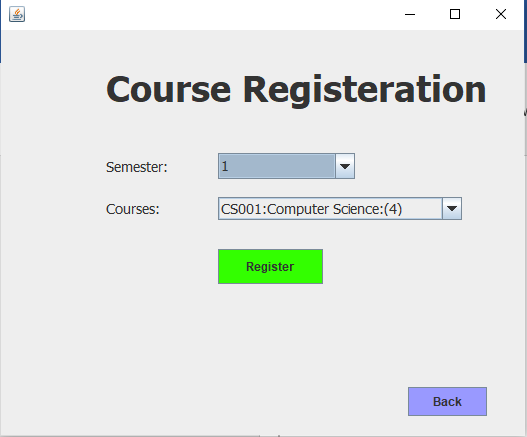 Course Registeration
Semester: 1
Courses: CS001:Computer Science:(4)
Register
Back